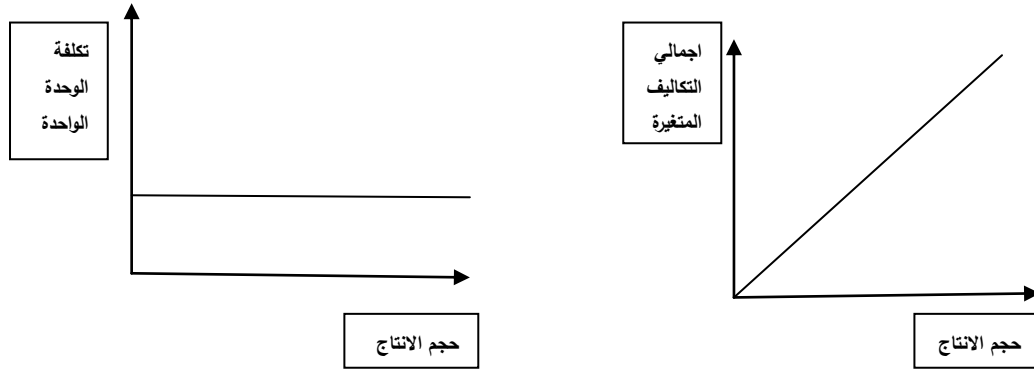 اجمالي
التكاليف
المتغيرة
حجم الانتاج
تكلفة
الوحدة
الواحدة
حجم الانتاج